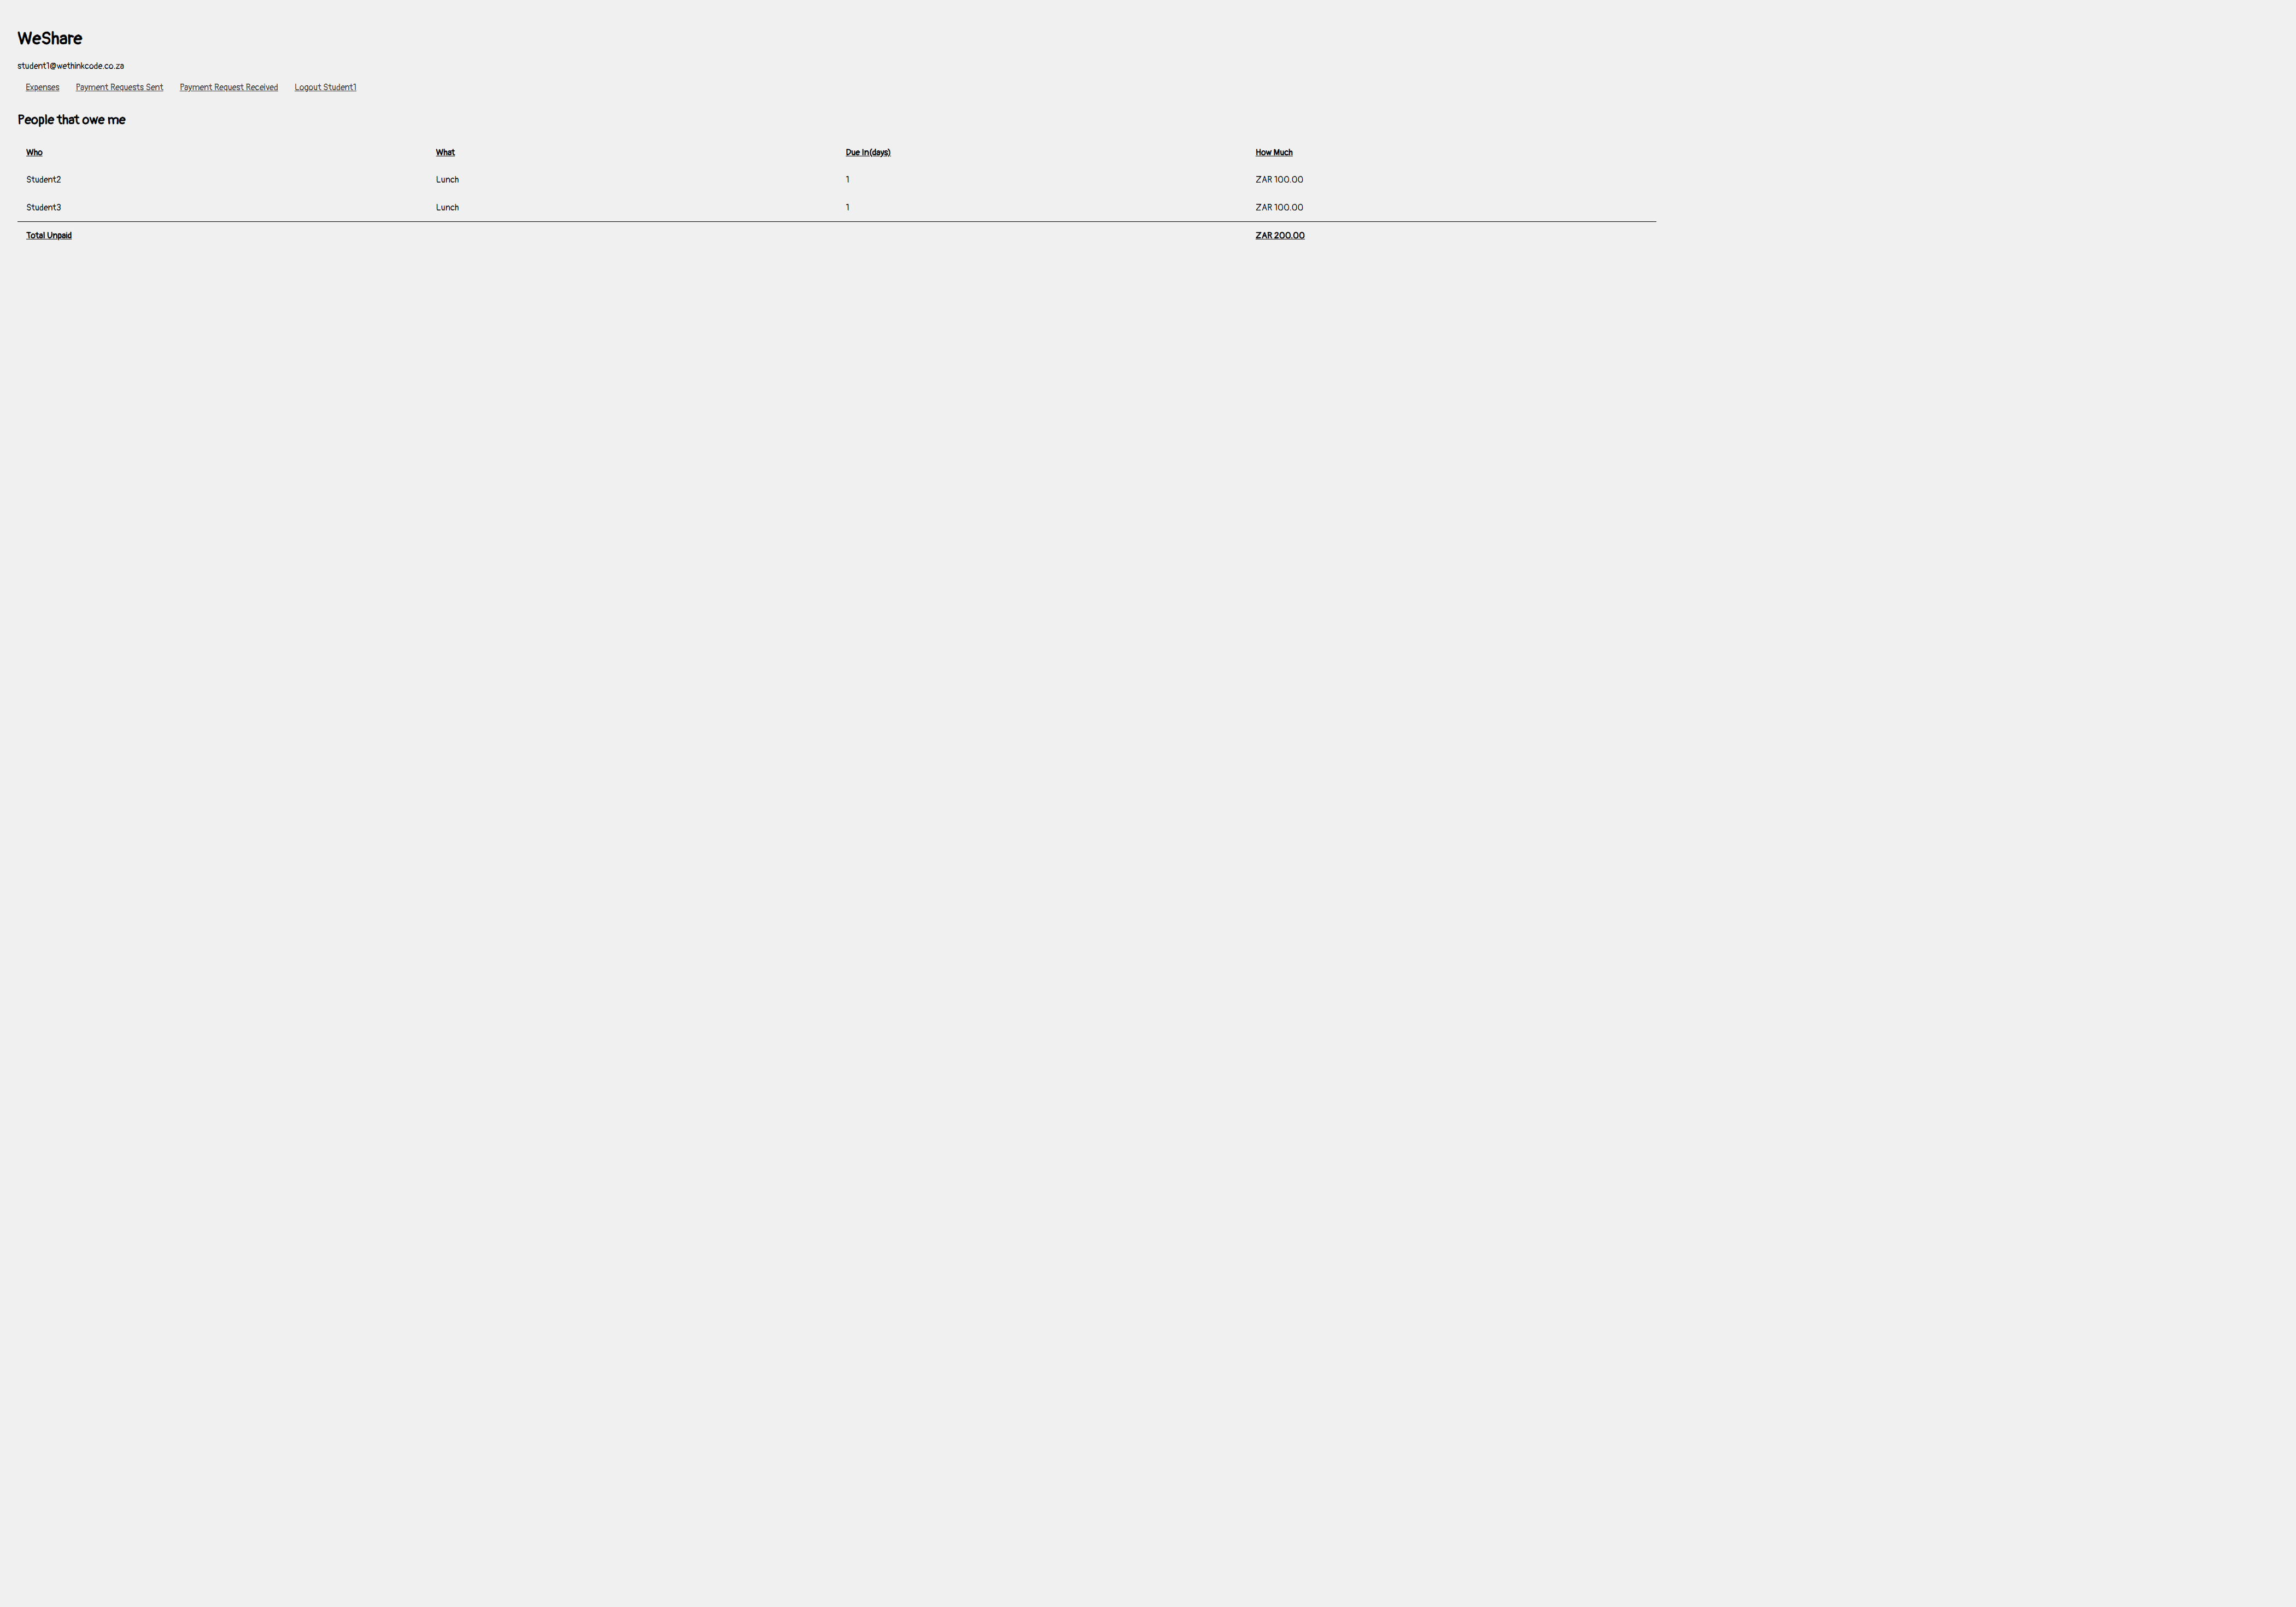 WeShare
student1@wethinkcode.co.za
Expenses Payment Requests Sent Payment Request Received Logout Student1
People that owe me
Who What Due In(days) How Much
Student2 Lunch 1 ZAR 100.00
Student3 Lunch 1 ZAR 100.00
Total Unpaid ZAR 200.00